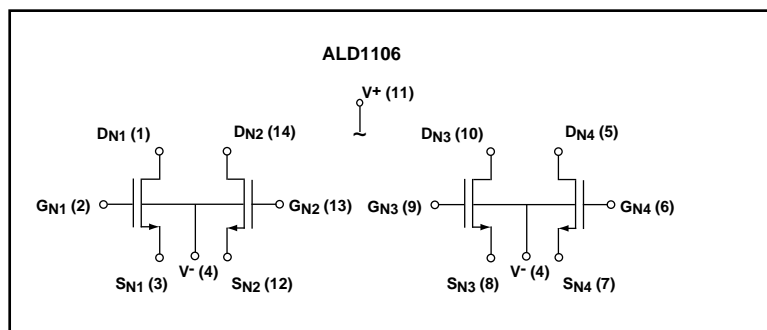 ALD1106
V+ (11)
~
DN1 (1) DN2 (14) DN3 (10) DN4 (5)
GN1 (2) GN2 (13) GN3 (9) GN4 (6)
SN1 (3) V- (4) SN2 (12) SN3 (8) V- (4) SN4 (7)